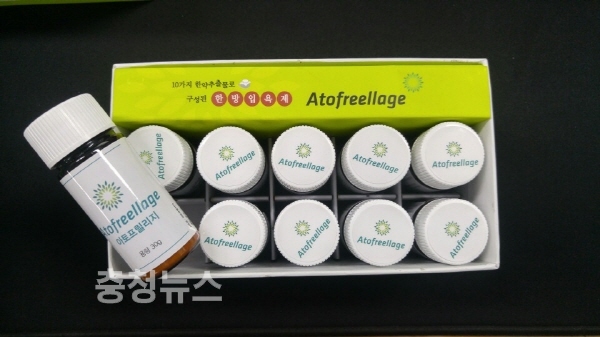 10가지 한약추출물로
구성된 한방입욕제 Atofreellage
Atofreellage
Atofreellage
Atofreellage
Atofreellage
Atofreellage
Atofreellage
아토프릴리지
용량 30g
Atofreellage
Atofreellage
Atofreellage
Atofreellage
충청뉴스